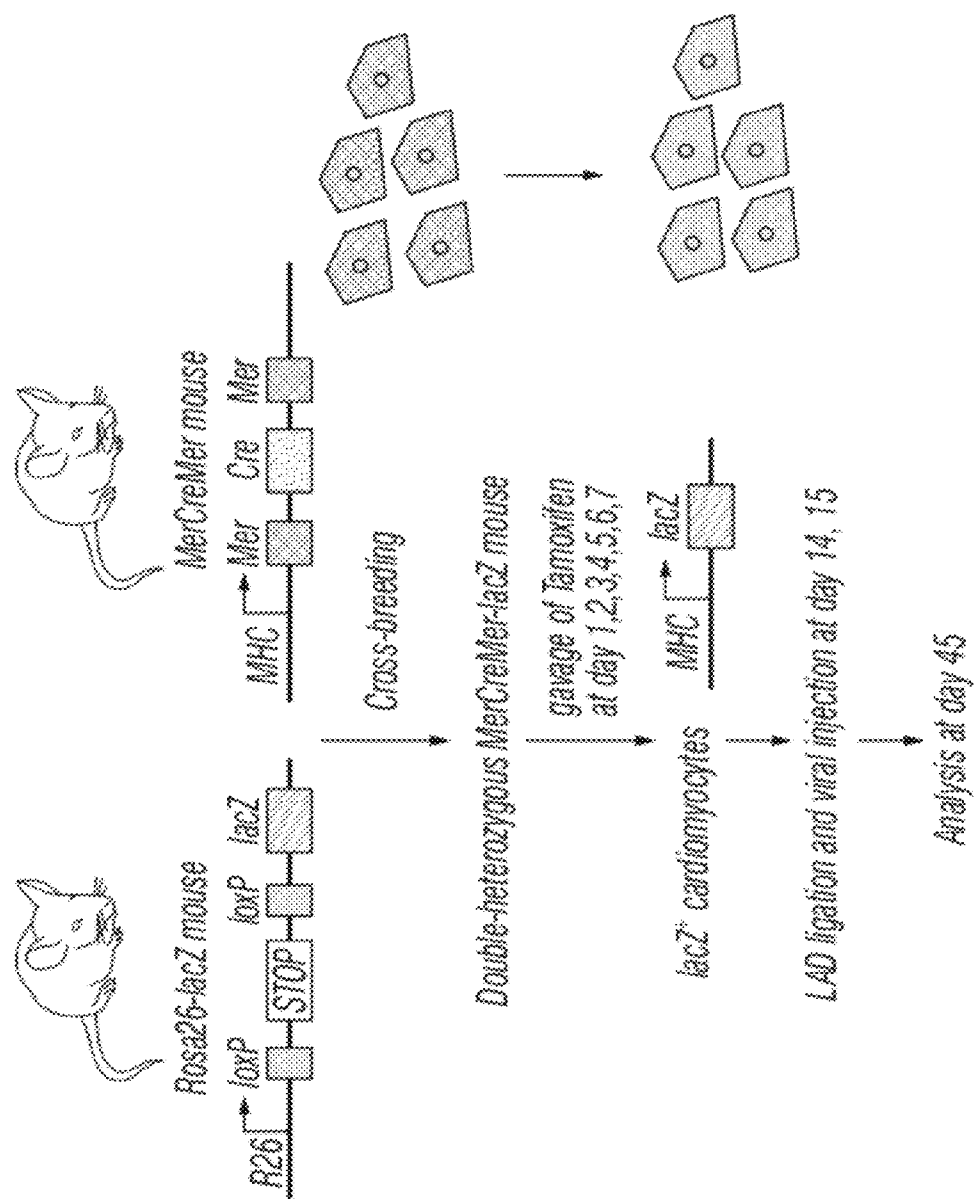 Rosa26-lacZ mouse
R26
loxP
STOP
loxP
lacZ
MerCreMer mouse
MHC
Mer
Cre
Mer
Cross-breeding
Double-heterozygous MerCreMer-lacZ mouse
gavage of Tamoxifen
at day 1,2,3,4,5,6,7
lacZ⁺ cardiomyocytes
MHC
lacZ
LAD ligation and viral injection at day 14, 15
Analysis at day 45